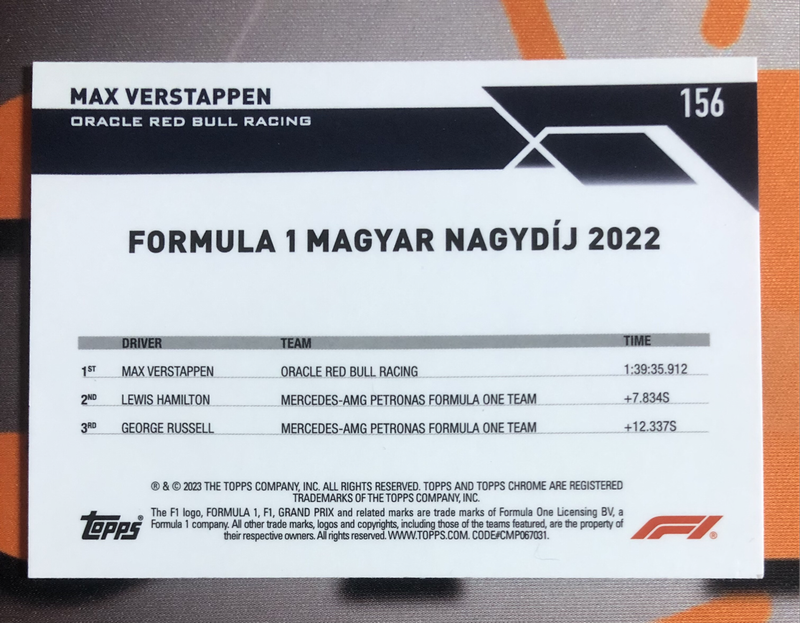 MAX VERSTAPPEN
156
ORACLE RED BULL RACING
FORMULA 1 MAGYAR NAGYDÍJ 2022
DRIVER TEAM TIME
1ST MAX VERSTAPPEN ORACLE RED BULL RACING 1:39:35.912
2ND LEWIS HAMILTON MERCEDES-AMG PETRONAS FORMULA ONE TEAM +7.834S
3RD GEORGE RUSSELL MERCEDES-AMG PETRONAS FORMULA ONE TEAM +12.337S
® & © 2023 THE TOPPS COMPANY, INC. ALL RIGHTS RESERVED. TOPPS AND TOPPS CHROME ARE REGISTERED
TRADEMARKS OF THE TOPPS COMPANY, INC.
The F1 logo, FORMULA 1, F1, GRAND PRIX and related marks are trade marks of Formula One Licensing BV, a
Formula 1 company. All other trade marks, logos and copyrights, including those of the teams featured, are the property of
their respective owners. All rights reserved. WWW.TOPPS.COM. CODE#CMP067031.
topps®
F1®